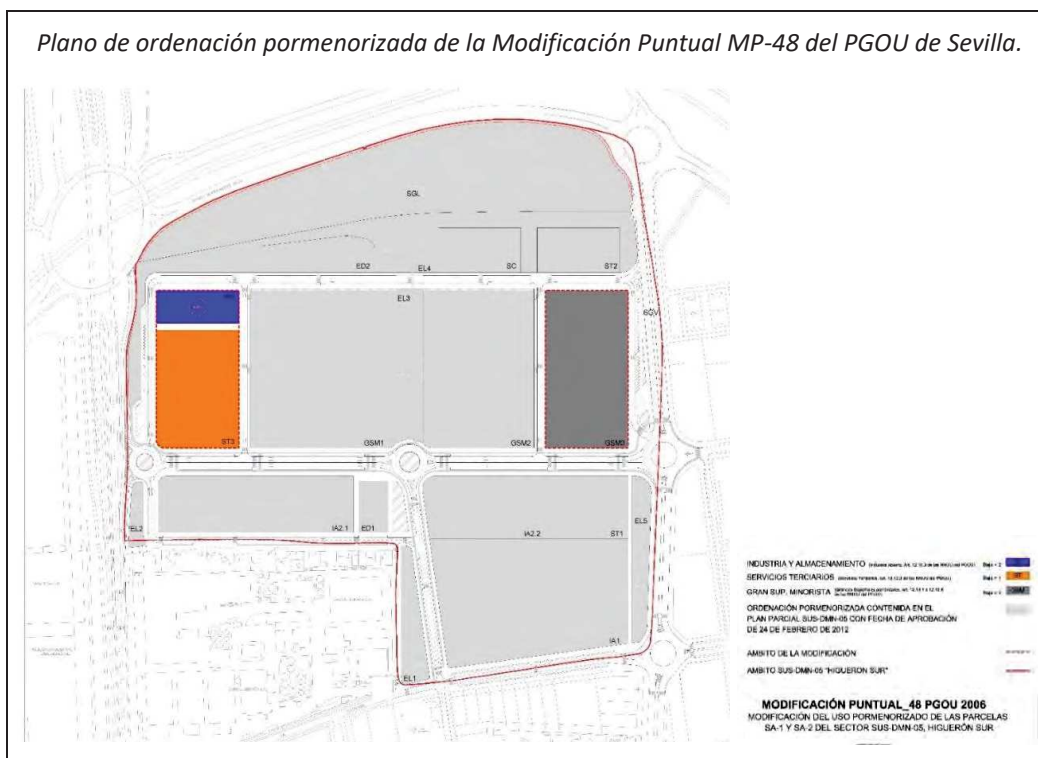 Plano de ordenación pormenorizada de la Modificación Puntual MP-48 del PGOU de Sevilla.
SGL
ED2
EL4
SC
ST2
EL3
SGV
ST3
GSM1
GSM2
GSM3
EL2
IA2.1
ED1
IA2.2
ST1
EL5
IA1
EL1
INDUSTRIA Y ALMACENAMIENTO
SERVICIOS TERCIARIOS
GRAN SUP. MINORISTA
ORDENACIÓN PORMENORIZADA CONTENIDA EN EL
PLAN PARCIAL SUS-DMN-05 CON FECHA DE APROBACIÓN
DE 24 DE FEBRERO DE 2012
AMBITO DE LA MODIFICACIÓN
AMBITO SUS-DMN-05 "HIGUERON SUR"
MODIFICACIÓN PUNTUAL_48 PGOU 2006
MODIFICACIÓN DEL USO PORMENORIZADO DE LAS PARCELAS
SA-1 Y SA-2 DEL SECTOR SUS-DMN-05, HIGUERÓN SUR